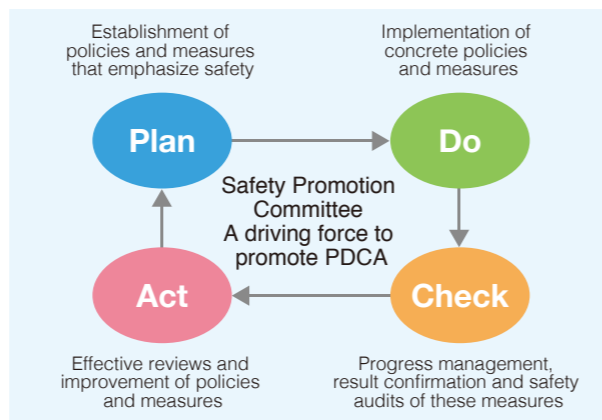 Establishment of
policies and measures
that emphasize safety
Implementation of
concrete policies
and measures
Plan
Do
Safety Promotion
Committee
A driving force to
promote PDCA
Act
Check
Effective reviews and
improvement of policies
and measures
Progress management,
result confirmation and safety
audits of these measures